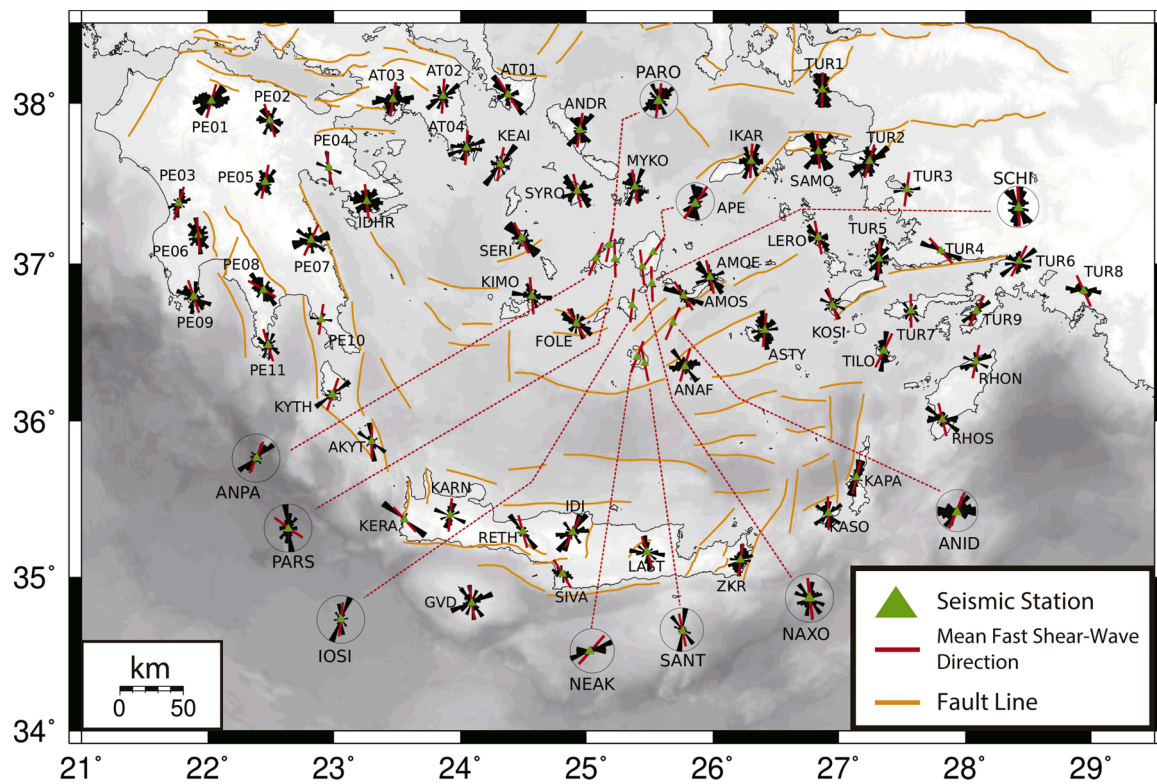 38°
37°
36°
35°
34°
21°
22°
23°
24°
25°
26°
27°
28°
29°
AT03
AT02
AT01
PARO
TUR1
PE01
PE02
ANDR
AT04
KEAI
IKAR
TUR2
PE04
MYKO
SAMO
PE03
PE05
SYRO
APE
TUR3
SCHI
IDHR
PE06
PE07
SERI
LERO
TUR5
TUR4
PE08
AMOE
TUR6
TUR8
KIMO
AMOS
PE09
KOSI
TUR7
TUR9
PE10
FOLE
ASTY
PE11
TILO
ANAF
RHON
KYTH
AKYT
RHOS
ANPA
KARN
KAPA
KERA
RETH
IDI
KASO
PARS
LAST
ANID
SIVA
ZKR
GVD
IOSI
NEAK
SANT
NAXO
km
0 50
Seismic Station
Mean Fast Shear-Wave
Direction
Fault Line